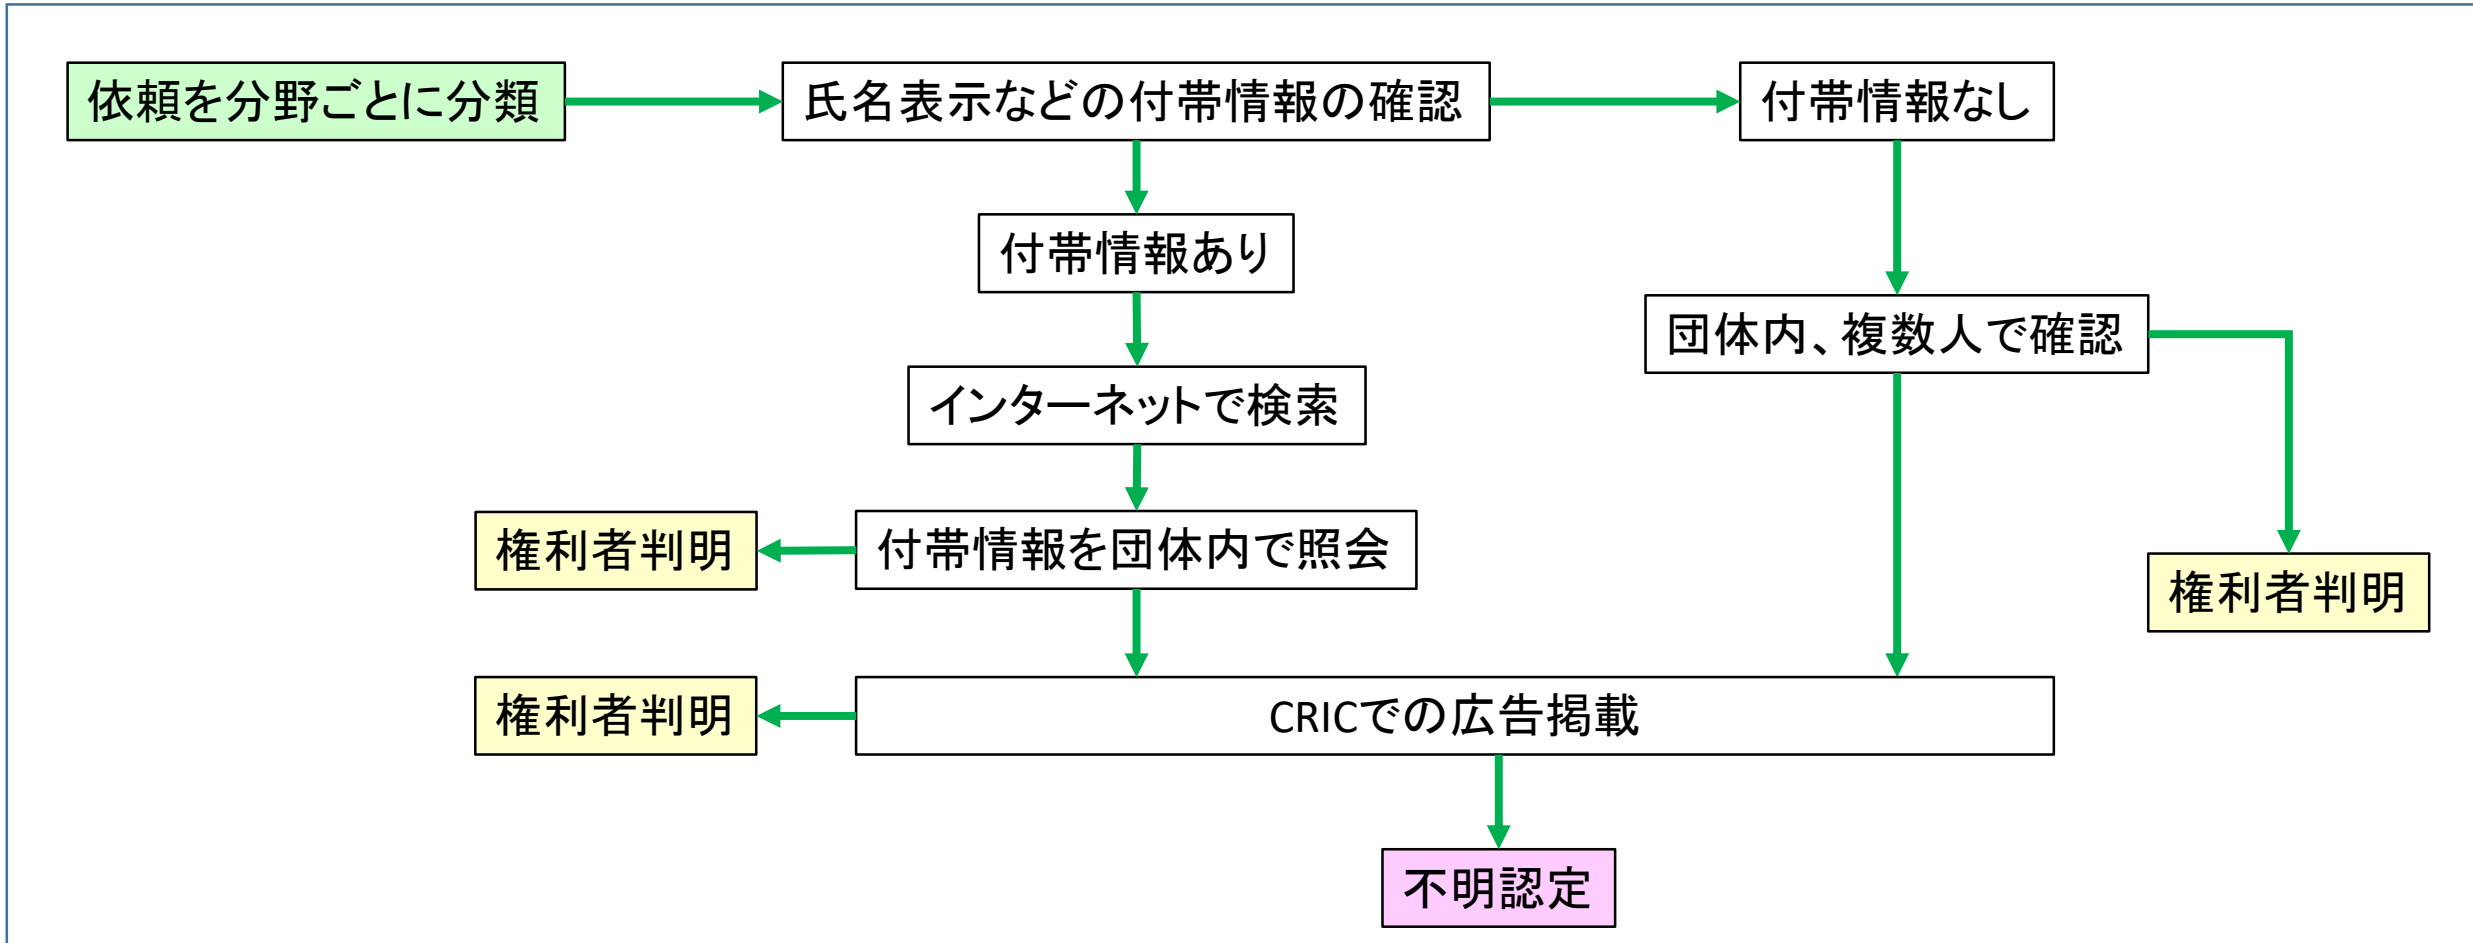 依頼を分野ごとに分類
氏名表示などの付帯情報の確認
付帯情報なし
付帯情報あり
団体内、複数人で確認
インターネットで検索
権利者判明
付帯情報を団体内で照会
権利者判明
権利者判明
CRICでの広告掲載
不明認定